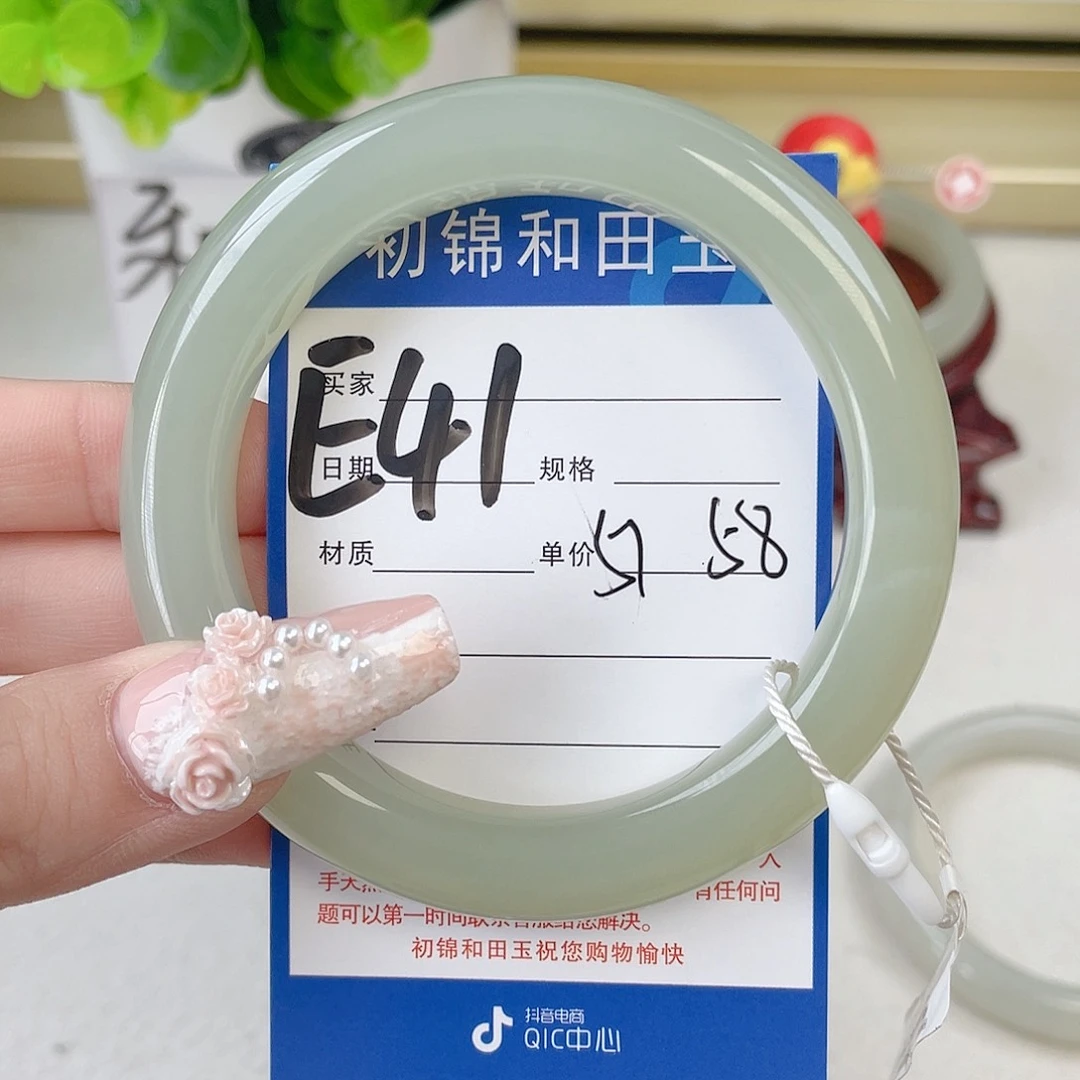 初锦和田玉
E41
买家
日期 规格
材质 单价 58
人
有任何问
题可以第一时间联系客服给您解决。
初锦和田玉祝您购物愉快
抖音电商
QIC中心